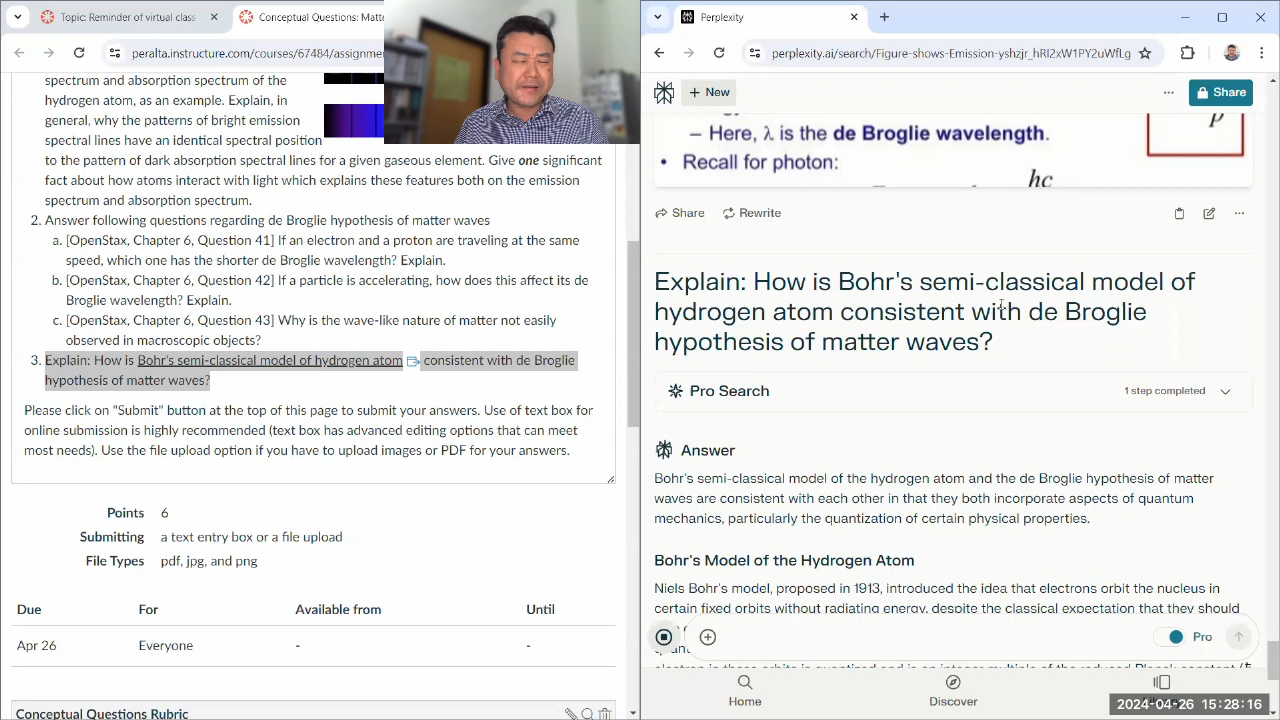 Topic: Reminder of virtual class
Conceptual Questions: Matte
peralta.instructure.com/courses/67484/assignme
spectrum and absorption spectrum of the
hydrogen atom, as an example. Explain, in
general, why the patterns of bright emission
spectral lines have an identical spectral position
to the pattern of dark absorption spectral lines for a given gaseous element. Give one significant
fact about how atoms interact with light which explains these features both on the emission
spectrum and absorption spectrum.
2. Answer following questions regarding de Broglie hypothesis of matter waves
a. [OpenStax, Chapter 6, Question 41] If an electron and a proton are traveling at the same
speed, which one has the shorter de Broglie wavelength? Explain.
b. [OpenStax, Chapter 6, Question 42] If a particle is accelerating, how does this affect its de
Broglie wavelength? Explain.
c. [OpenStax, Chapter 6, Question 43] Why is the wave-like nature of matter not easily
observed in macroscopic objects?
3. Explain: How is Bohr's semi-classical model of hydrogen atom consistent with de Broglie
hypothesis of matter waves?
Please click on "Submit" button at the top of this page to submit your answers. Use of text box for
online submission is highly recommended (text box has advanced editing options that can meet
most needs). Use the file upload option if you have to upload images or PDF for your answers.
Points 6
Submitting a text entry box or a file upload
File Types pdf, jpg, and png
Due For Available from Until
Apr 26 Everyone - -
Conceptual Questions Rubric
Perplexity
perplexity.ai/search/Figure-shows-Emission-yshzjr_hRI2xW1PY2uWfLg
New
Share
– Here, λ is the de Broglie wavelength.
p
• Recall for photon:
hc
Share Rewrite
Explain: How is Bohr's semi-classical model of
hydrogen atom consistent with de Broglie
hypothesis of matter waves?
Pro Search 1 step completed
Answer
Bohr's semi-classical model of the hydrogen atom and the de Broglie hypothesis of matter
waves are consistent with each other in that they both incorporate aspects of quantum
mechanics, particularly the quantization of certain physical properties.
Bohr's Model of the Hydrogen Atom
Niels Bohr's model, proposed in 1913, introduced the idea that electrons orbit the nucleus in
certain fixed orbits without radiating energy, despite the classical expectation that they should
Pro
Home Discover
2024-04-26 15:28:16